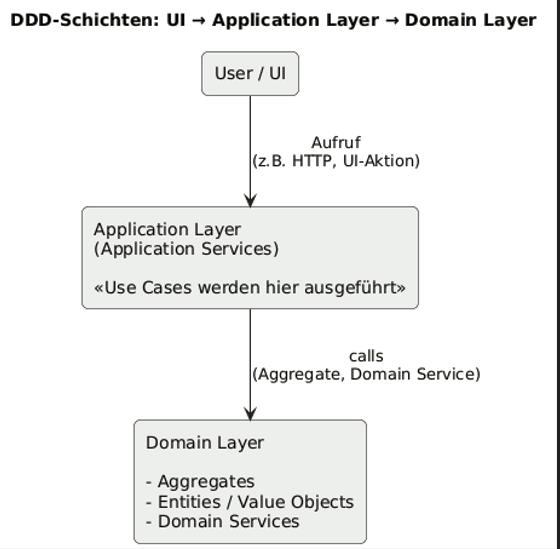 DDD-Schichten: UI → Application Layer → Domain Layer
User / UI
Aufruf
(z.B. HTTP, UI-Aktion)
Application Layer
(Application Services)
«Use Cases werden hier ausgeführt»
calls
(Aggregate, Domain Service)
Domain Layer
- Aggregates
- Entities / Value Objects
- Domain Services